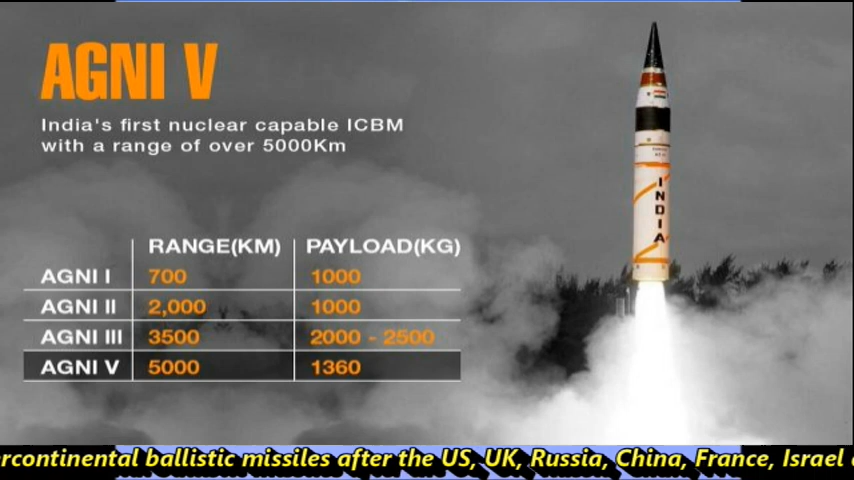 AGNI V
India's first nuclear capable ICBM
with a range of over 5000Km
RANGE(KM) PAYLOAD(KG)
AGNI I 700 1000
AGNI II 2,000 1000
AGNI III 3500 2000 - 2500
AGNI V 5000 1360
INDIA
ercontinental ballistic missiles after the US, UK, Russia, China, France, Israel